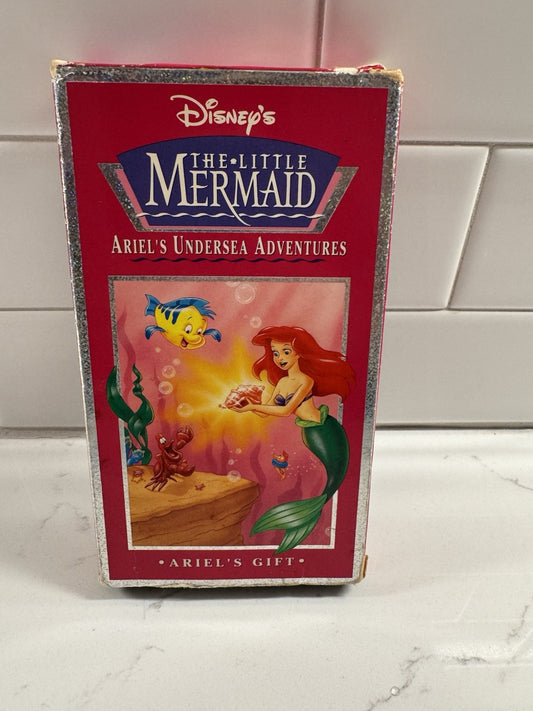 Disney's
THE•LITTLE
MERMAID
ARIEL'S UNDERSEA ADVENTURES
• ARIEL'S GIFT •